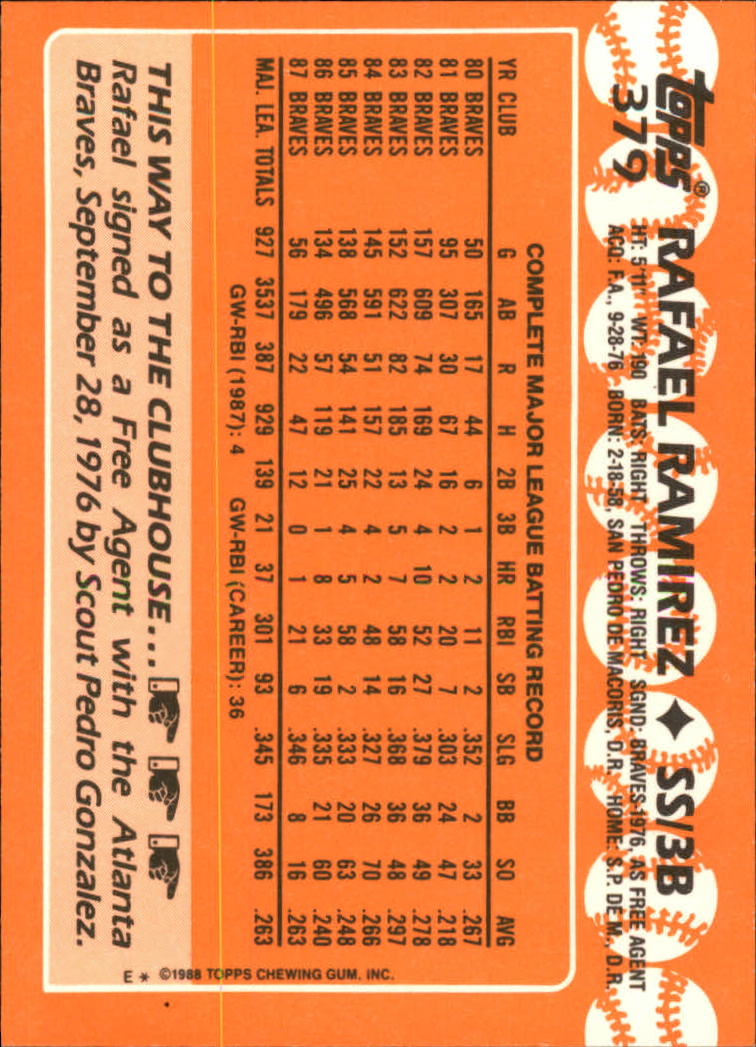 topps®
379
RAFAEL RAMIREZ ♦ SS/3B
HT: 5'11" WT: 190 BATS: RIGHT THROWS: RIGHT SGND: BRAVES-1976, AS FREE AGENT
ACQ: F.A., 9-28-76 BORN: 2-18-58, SAN PEDRO DE MACORIS, D.R. HOME: S.P. DE M., D.R.
COMPLETE MAJOR LEAGUE BATTING RECORD
YR CLUB G AB R H 2B 3B HR RBI SB SLG BB SO AVG
80 BRAVES 50 165 17 44 6 1 2 11 2 .352 2 33 .267
81 BRAVES 95 307 30 67 16 2 2 20 7 .303 24 47 .218
82 BRAVES 157 609 74 169 24 4 10 52 27 .379 36 49 .278
83 BRAVES 152 622 82 185 13 5 7 58 16 .368 36 48 .297
84 BRAVES 145 591 51 157 22 4 2 48 14 .327 26 70 .266
85 BRAVES 138 568 54 141 25 4 5 58 2 .333 20 63 .248
86 BRAVES 134 496 57 119 21 1 8 33 19 .335 21 60 .240
87 BRAVES 56 179 22 47 12 0 1 21 6 .346 8 16 .263
MAJ. LEA. TOTALS 927 3537 387 929 139 21 37 301 93 .345 173 386 .263
GW-RBI (1987): 4 GW-RBI (CAREER): 36
THIS WAY TO THE CLUBHOUSE...
Rafael signed as a Free Agent with the Atlanta
Braves, September 28, 1976 by Scout Pedro Gonzalez.
E * ©1988 TOPPS CHEWING GUM. INC.